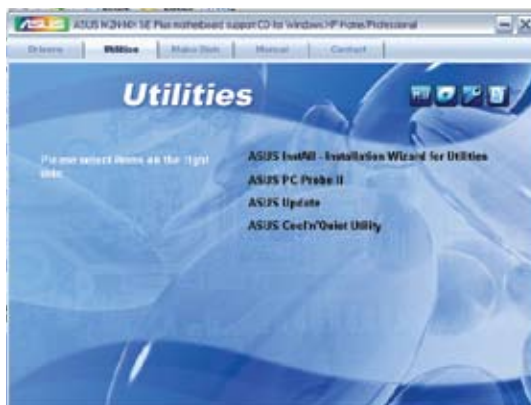 ASUS M2N-MX SE Plus motherboard support CD for Windows XP Home/Professional
Drivers Utilities Make Disk Manual Contact
Utilities
Please select items on the right side.
ASUS InstAll - Installation Wizard for Utilities
ASUS PC Probe II
ASUS Update
ASUS Cool'n'Quiet Utility